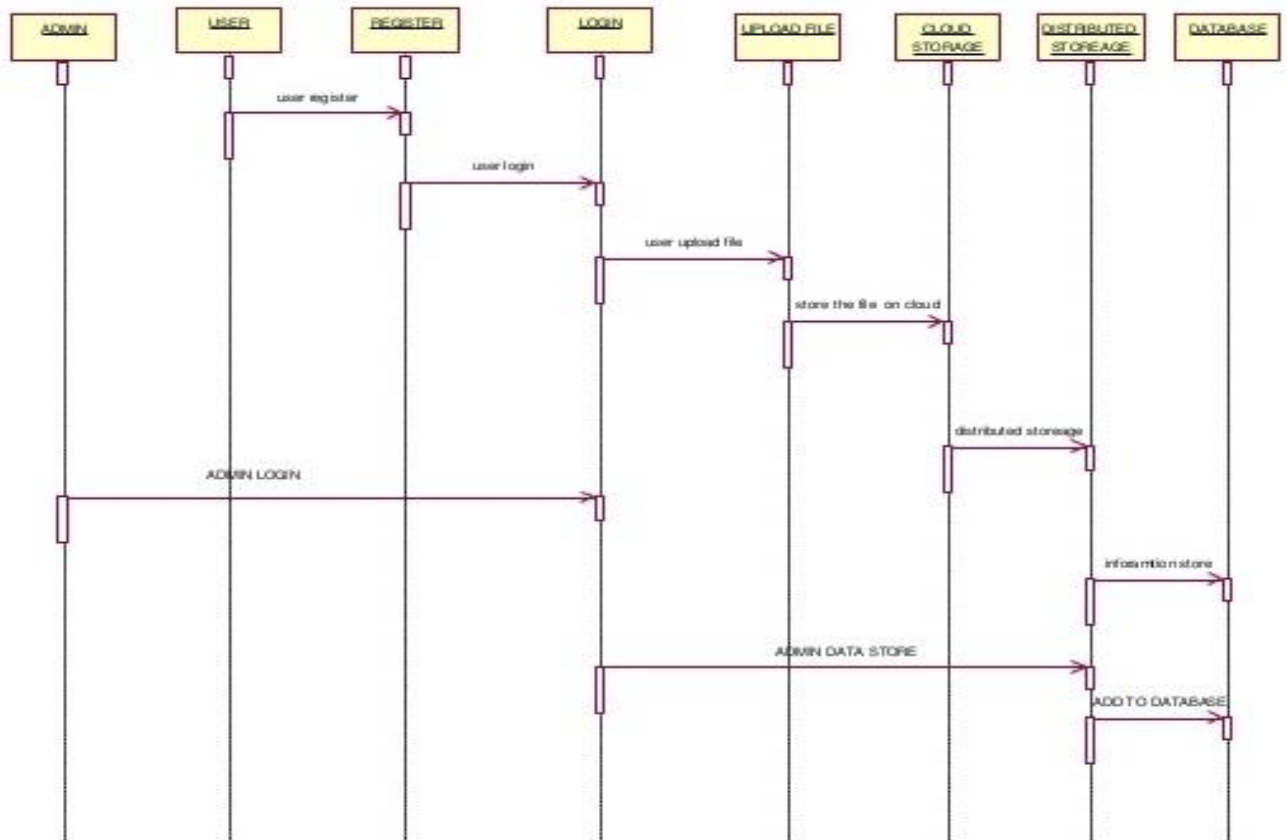 ADMIN
USER
REGISTER
LOGIN
UPLOAD FILE
CLOUD
STORAGE
DISTRIBUTED
STOREAGE
DATABASE
user register
user login
user upload file
store the file on cloud
distributed storeage
ADMIN LOGIN
inforamtion store
ADMIN DATA STORE
ADD TO DATABASE